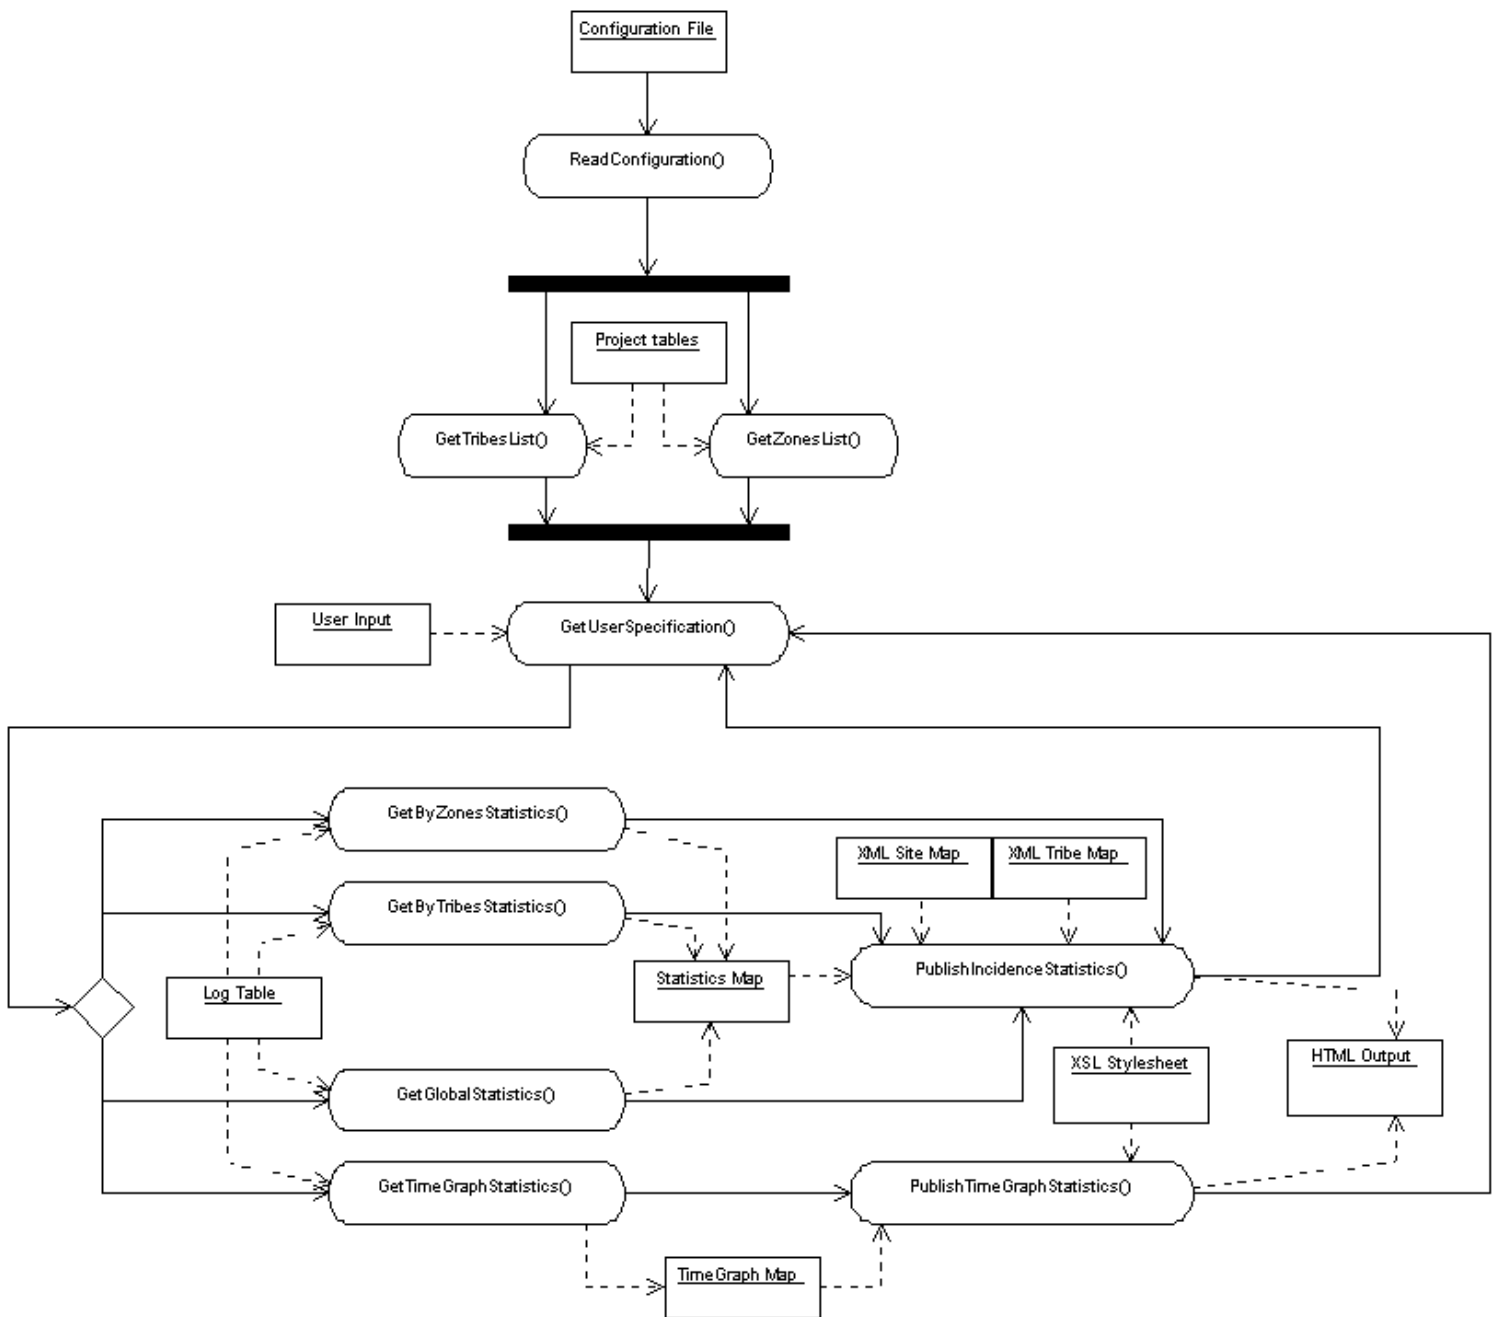 Configuration File
ReadConfiguration()
Project tables
GetTribesList()
GetZonesList()
User Input
GetUserSpecification()
GetByZonesStatistics()
XML Site Map
XML Tribe Map
GetByTribesStatistics()
Statistics Map
PublishIncidenceStatistics()
Log Table
XSL Stylesheet
HTML Output
GetGlobalStatistics()
GetTimeGraphStatistics()
PublishTimeGraphStatistics()
TimeGraph Map